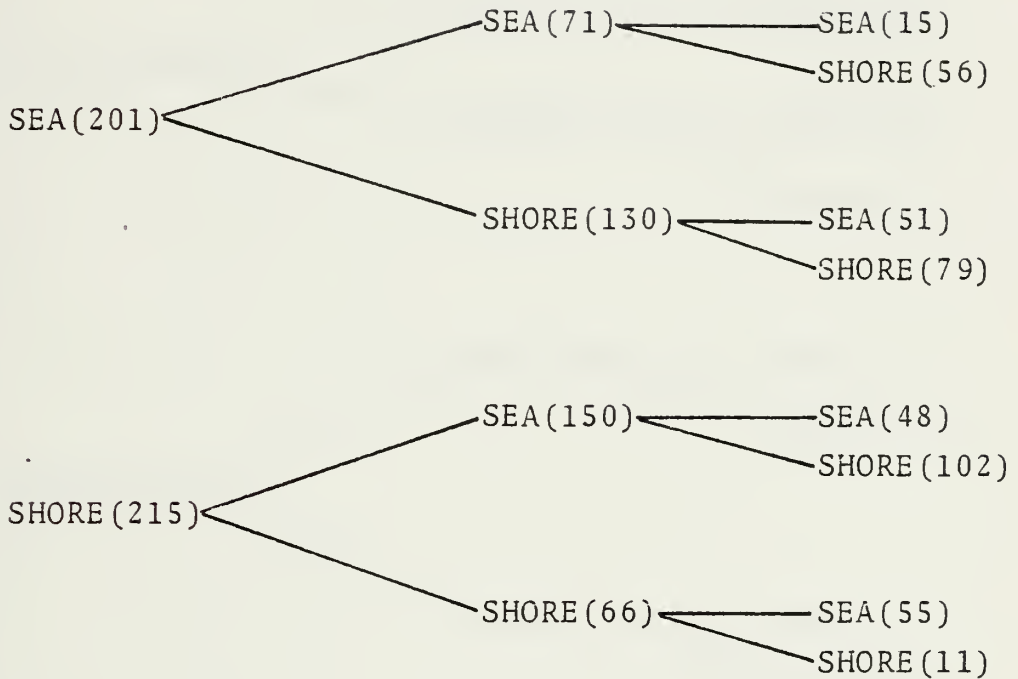 SEA(71) SEA(15)
SHORE(56)
SEA(201)
SHORE(130) SEA(51)
SHORE(79)
SEA(150) SEA(48)
SHORE(102)
SHORE(215)
SHORE(66) SEA(55)
SHORE(11)